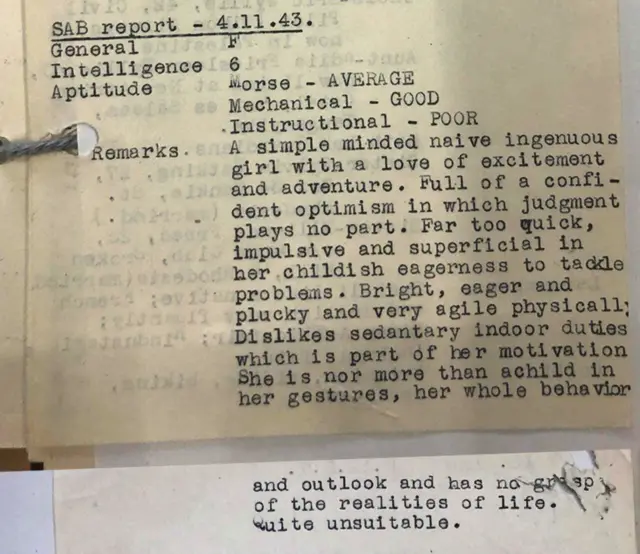 SAB report - 4.11.43.
General F
Intelligence 6
Aptitude Morse - AVERAGE
Mechanical - GOOD
Instructional - POOR
Remarks. A simple minded naive ingenuous
girl with a love of excitement
and adventure. Full of a confi-
dent optimism in which judgment
plays no part. Far too quick,
impulsive and superficial in
her childish eagerness to tackle
problems. Bright, eager and
plucky and very agile physically;
Dislikes sedantary indoor duties
which is part of her motivation
She is nor more than achild in
her gestures, her whole behavior
and outlook and has no grasp
of the realities of life.
Quite unsuitable.